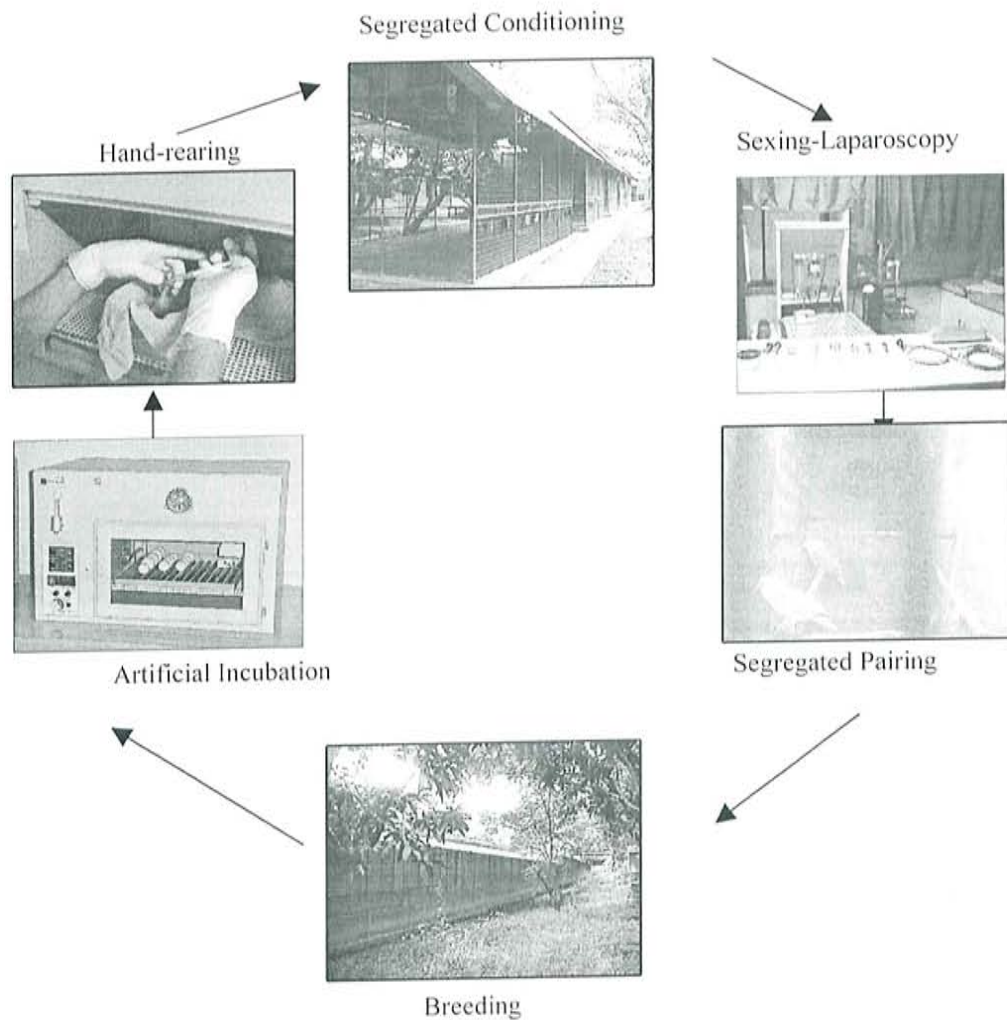 Segregated Conditioning
Hand-rearing
Sexing-Laparoscopy
Artificial Incubation
Segregated Pairing
Breeding